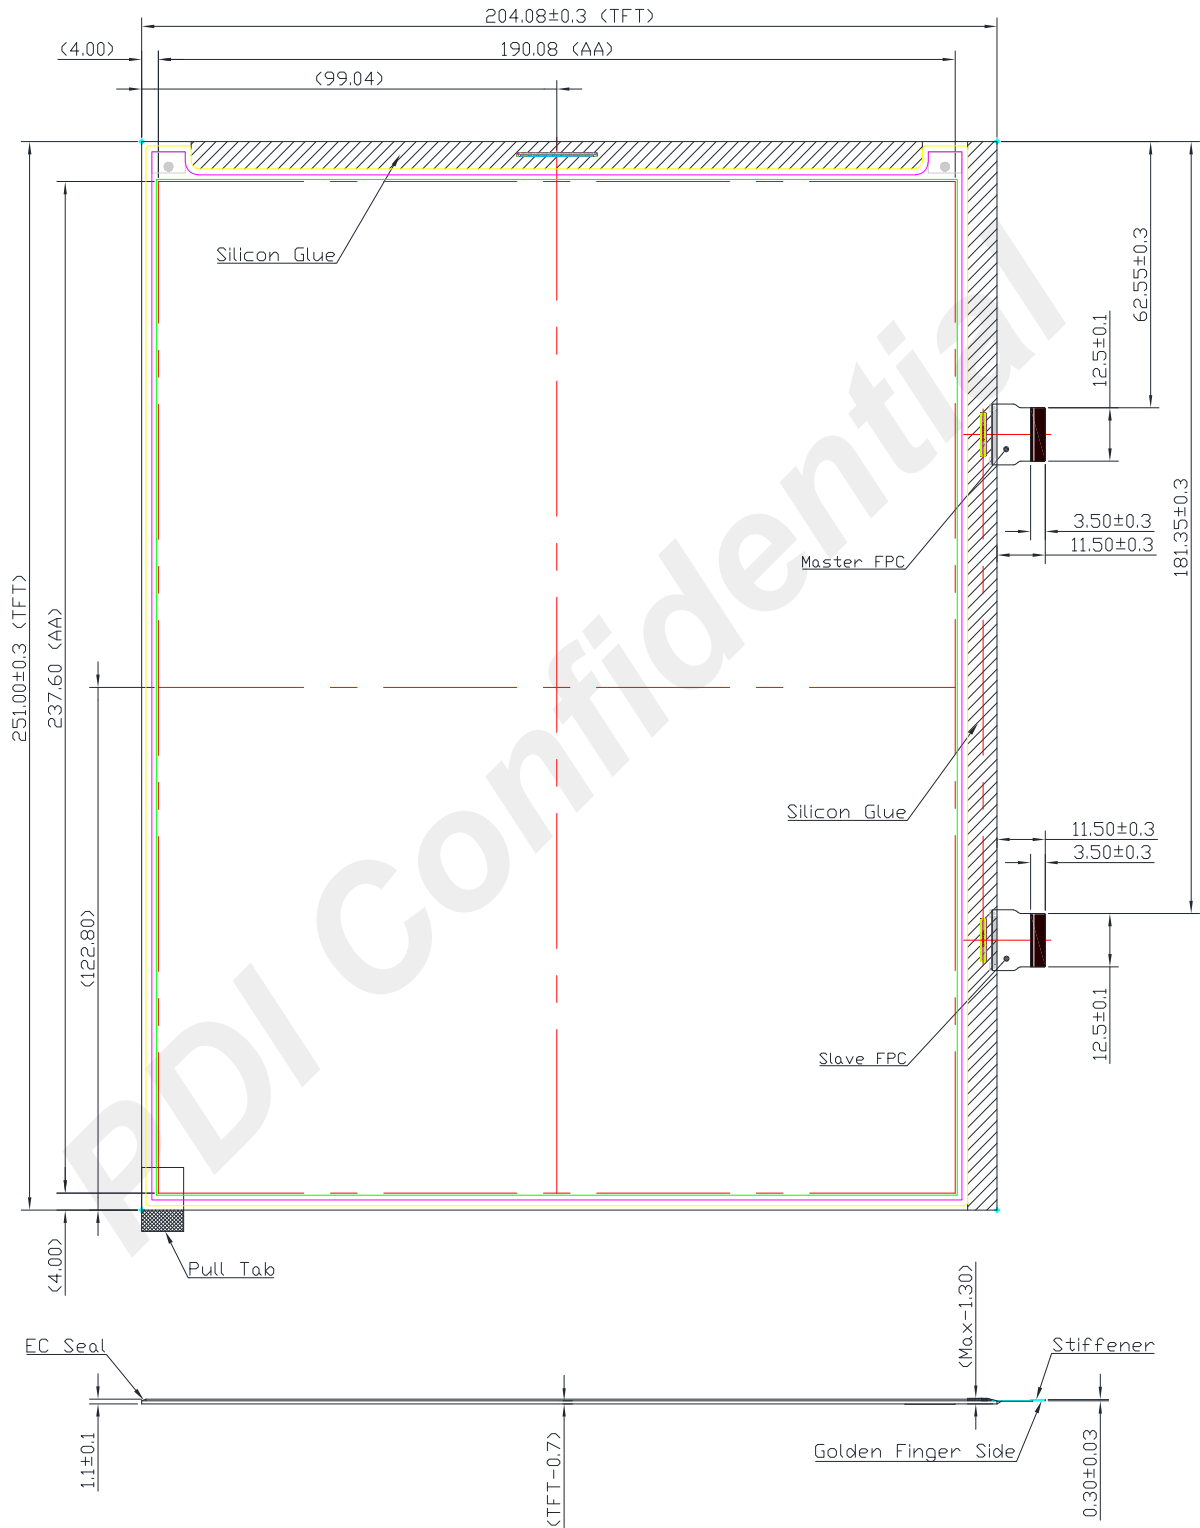 204.08±0.3 (TFT)
(4.00)
190.08 (AA)
(99.04)
Silicon Glue
62.55±0.3
12.5±0.1
3.50±0.3
11.50±0.3
181.35±0.3
Master FPC
251.00±0.3 (TFT)
237.60 (AA)
(122.80)
Silicon Glue
11.50±0.3
3.50±0.3
12.5±0.1
Slave FPC
PDI Confidential
(4.00)
Pull Tab
EC Seal
(Max-1.30)
Stiffener
1.1±0.1
(TFT-0.7)
Golden Finger Side
0.30±0.03